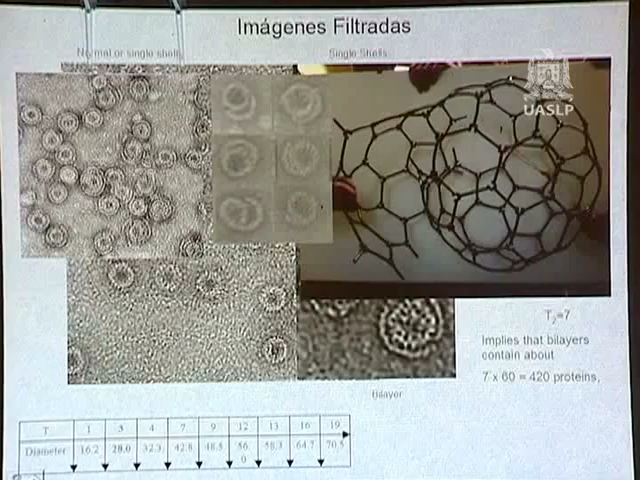 Imágenes Filtradas
Normal or single shells
Single Shells
UASLP
T2=7
Implies that bilayers
contain about
7 x 60 = 420 proteins,
Bilayer
T 1 3 4 7 9 12 13 16 19
Diameter 16.2 28.0 32.3 42.8 48.5 56.0 58.3 64.7 70.5